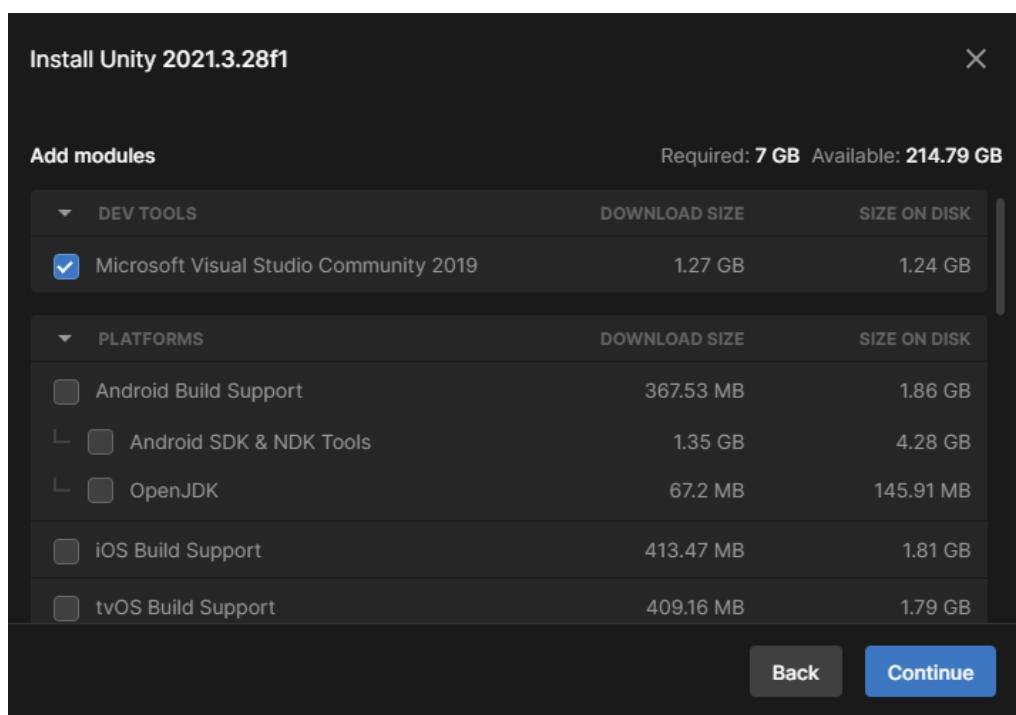 Install Unity 2021.3.28f1
Add modules Required: 7 GB Available: 214.79 GB
DEV TOOLS DOWNLOAD SIZE SIZE ON DISK
Microsoft Visual Studio Community 2019 1.27 GB 1.24 GB
PLATFORMS DOWNLOAD SIZE SIZE ON DISK
Android Build Support 367.53 MB 1.86 GB
Android SDK & NDK Tools 1.35 GB 4.28 GB
OpenJDK 67.2 MB 145.91 MB
iOS Build Support 413.47 MB 1.81 GB
tvOS Build Support 409.16 MB 1.79 GB
Back Continue